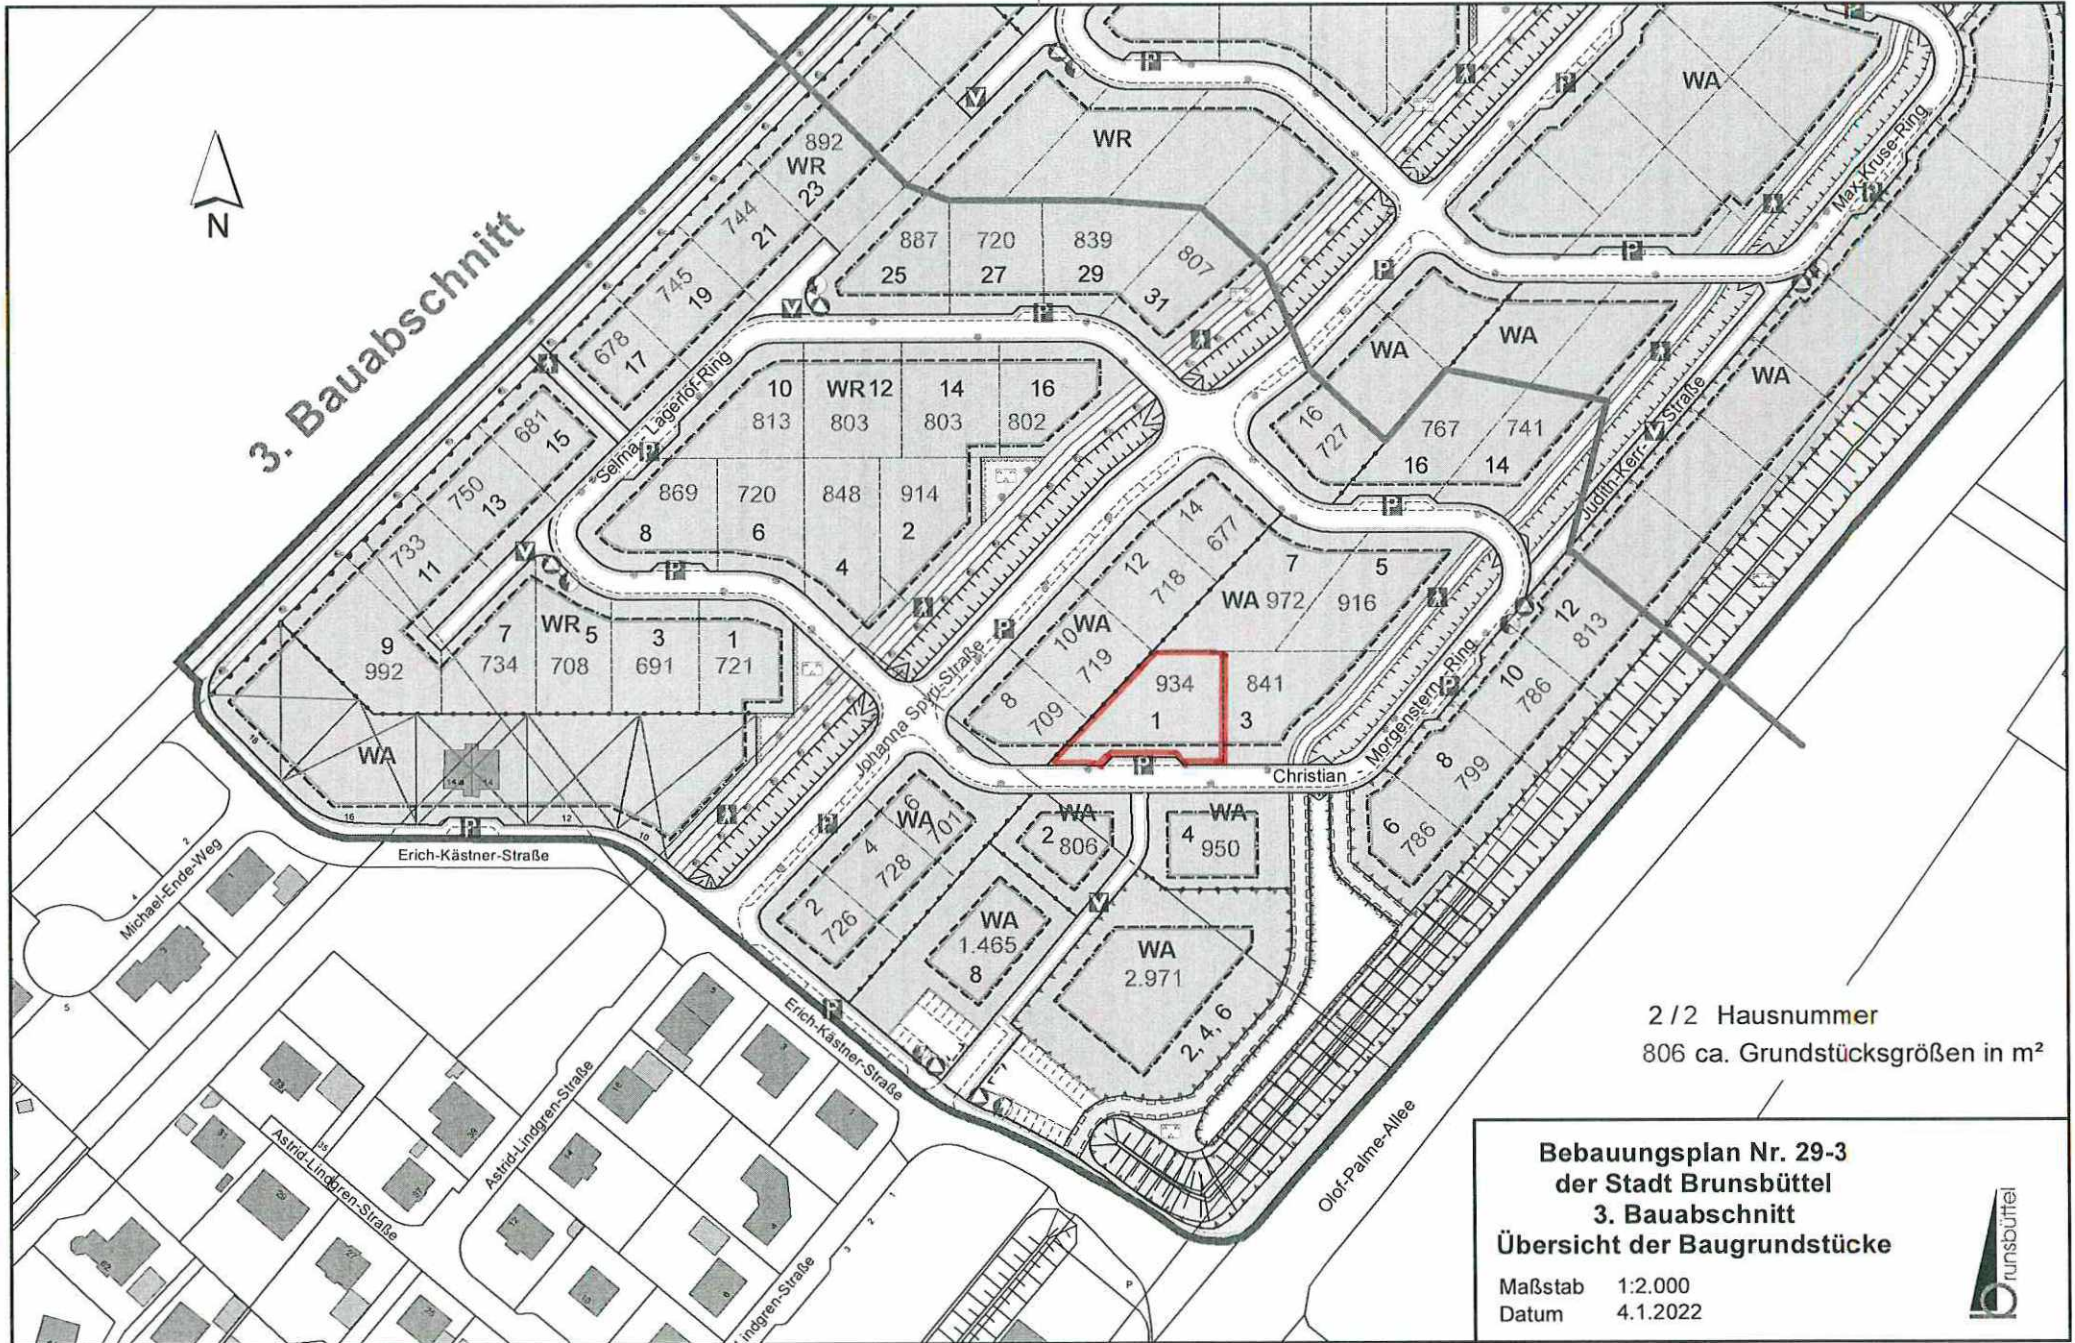 WA
Max-Kruse-Ring
WR
892
WR
23
744
21
745
19
678
17
N
3. Bauabschnitt
887
720
839
807
25
27
29
31
WA
WA
WA
16
727
767
741
16
14
Judith-Kerr-Straße
Selma-Lagerlöf-Ring
10
WR 12
14
16
813
803
803
802
869
720
848
914
8
6
4
2
681
15
750
13
733
11
9
992
7
734
WR 5
708
3
691
1
721
14
677
12
718
WA
10
719
8
709
7
5
WA 972
916
934
841
1
3
Johanna Spyri-Straße
Christian
Morgenstern-Ring
12
813
10
786
8
799
6
786
WA
18
16
14 a
14
12
10
Erich-Kästner-Straße
Michael-Ende-Weg
WA
6
701
4
728
2
726
WA
2
806
WA
4
950
WA
1.465
8
WA
2.971
2, 4, 6
Erich-Kästner-Straße
Astrid-Lindgren-Straße
Astrid-Lindgren-Straße
Lindgren-Straße
Olof-Palme-Allee
2 / 2 Hausnummer
806 ca. Grundstücksgrößen in m²
Bebauungsplan Nr. 29-3
der Stadt Brunsbüttel
3. Bauabschnitt
Übersicht der Baugrundstücke
Maßstab 1:2.000
Datum 4.1.2022
runsbüttel